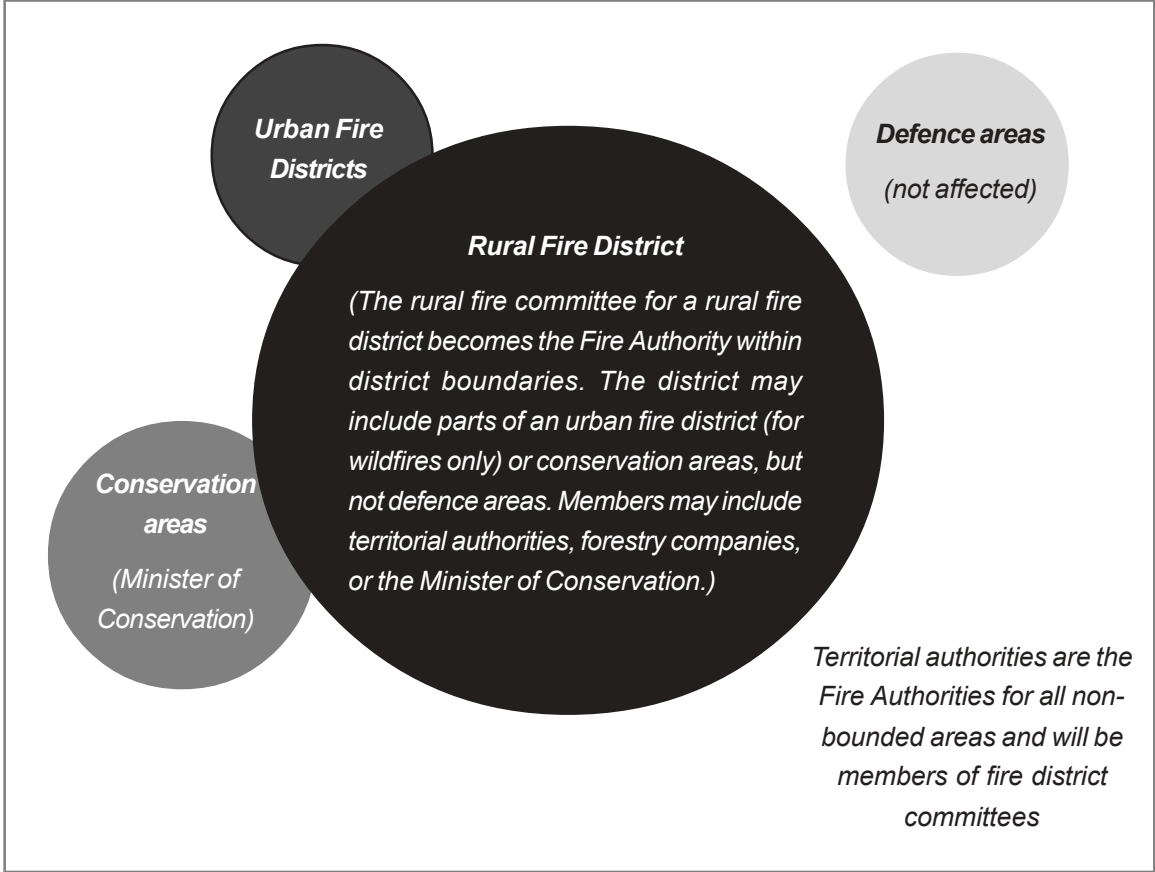 Urban Fire
Districts
Defence areas
(not affected)
Rural Fire District
(The rural fire committee for a rural fire
district becomes the Fire Authority within
district boundaries. The district may
include parts of an urban fire district (for
wildfires only) or conservation areas, but
not defence areas. Members may include
territorial authorities, forestry companies,
or the Minister of Conservation.)
Conservation
areas
(Minister of
Conservation)
Territorial authorities are the
Fire Authorities for all non-
bounded areas and will be
members of fire district
committees